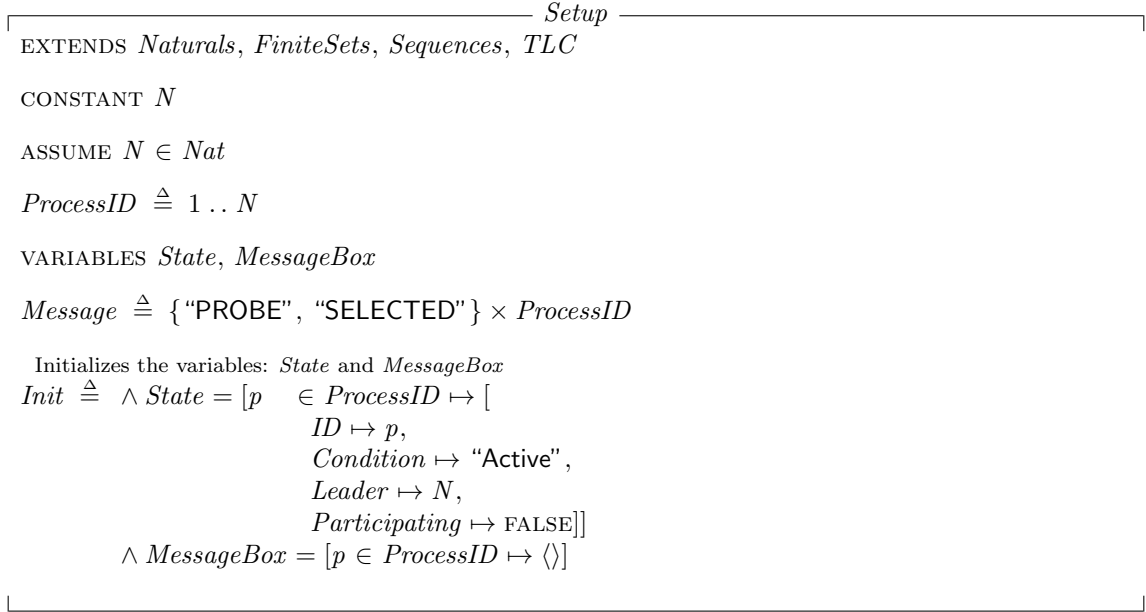 Setup
EXTENDS Naturals, FiniteSets, Sequences, TLC
CONSTANT N
ASSUME N ∈ Nat
ProcessID ≜ 1 .. N
VARIABLES State, MessageBox
Message ≜ {“PROBE”, “SELECTED”} × ProcessID
Initializes the variables: State and MessageBox
Init ≜ ∧ State = [p ∈ ProcessID ↦ [
ID ↦ p,
Condition ↦ “Active”,
Leader ↦ N,
Participating ↦ FALSE]]
∧ MessageBox = [p ∈ ProcessID ↦ ⟨⟩]